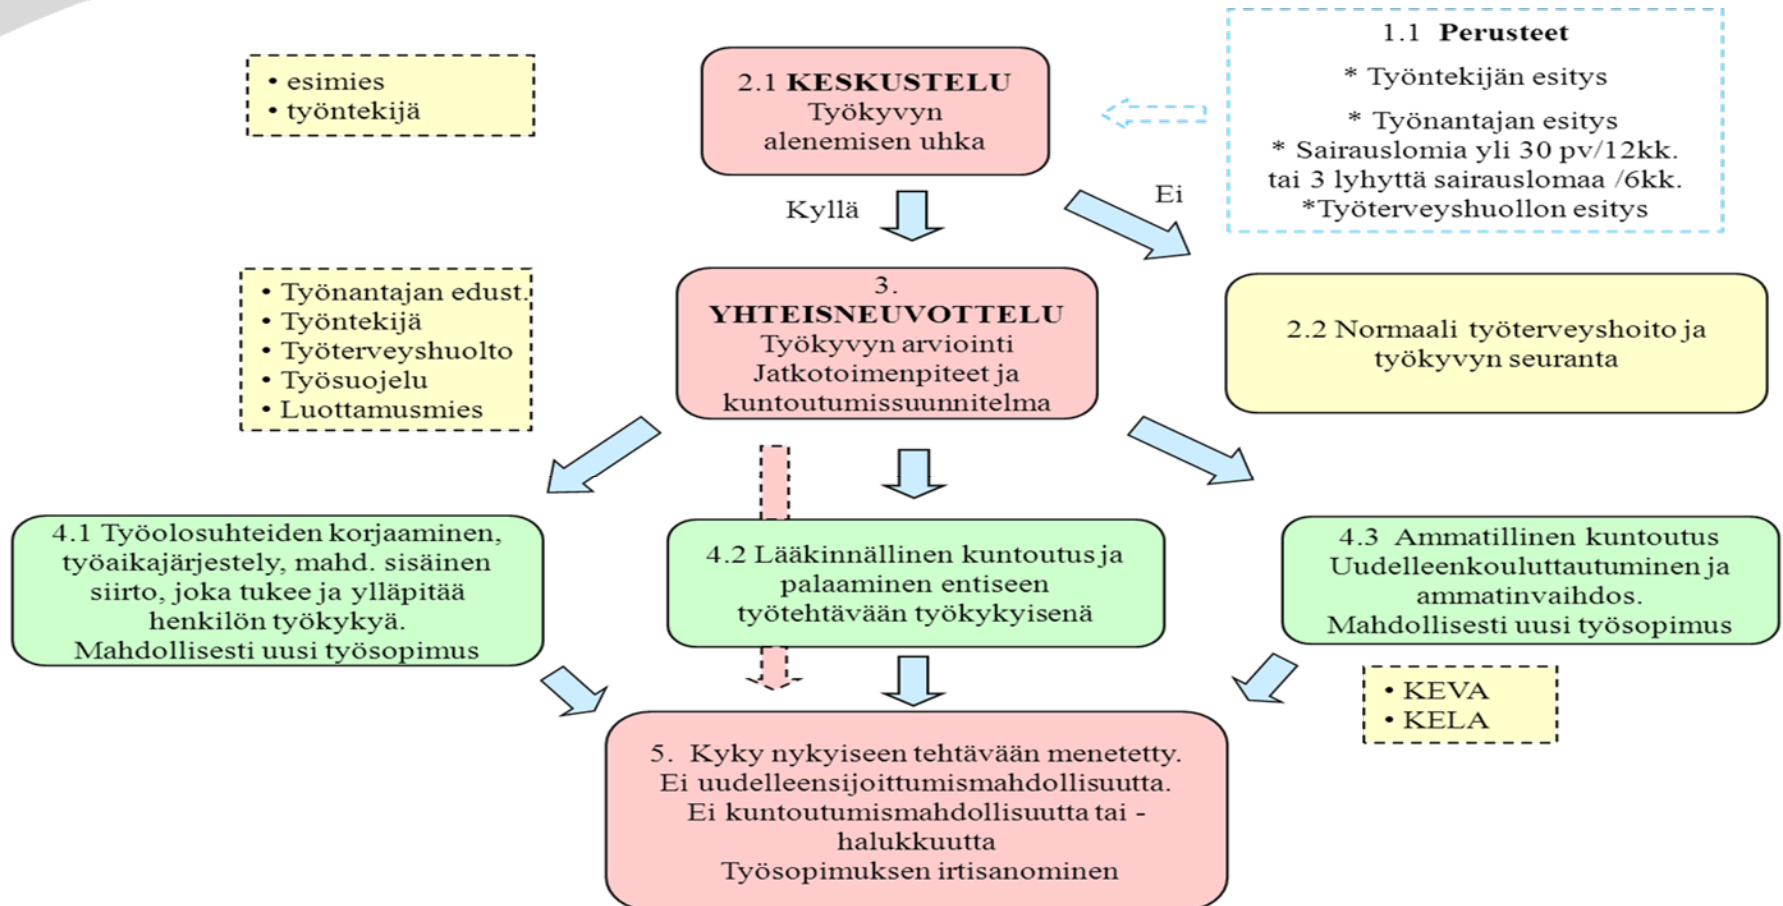 • esimies
• työntekijä
2.1 KESKUSTELU
Työkyvyn
alenemisen uhka
1.1 Perusteet
* Työntekijän esitys
* Työnantajan esitys
* Sairauslomia yli 30 pv/12kk.
tai 3 lyhyttä sairauslomaa /6kk.
*Työterveyshuollon esitys
Kyllä
Ei
• Työnantajan edust.
• Työntekijä
• Työterveyshuolto
• Työsuojelu
• Luottamusmies
3.
YHTEISNEUVOTTELU
Työkyvyn arviointi
Jatkotoimenpiteet ja
kuntoutumissuunnitelma
2.2 Normaali työterveyshoito ja
työkyvyn seuranta
4.1 Työolosuhteiden korjaaminen,
työaikajärjestely, mahd. sisäinen
siirto, joka tukee ja ylläpitää
henkilön työkykyä.
Mahdollisesti uusi työsopimus
4.2 Lääkinnällinen kuntoutus ja
palaaminen entiseen
työtehtävään työkykyisenä
4.3 Ammatillinen kuntoutus
Uudelleenkouluttautuminen ja
ammatinvaihdos.
Mahdollisesti uusi työsopimus
• KEVA
• KELA
5. Kyky nykyiseen tehtävään menetetty.
Ei uudelleensijoittumismahdollisuutta.
Ei kuntoutumismahdollisuutta tai -
halukkuutta
Työsopimuksen irtisanominen